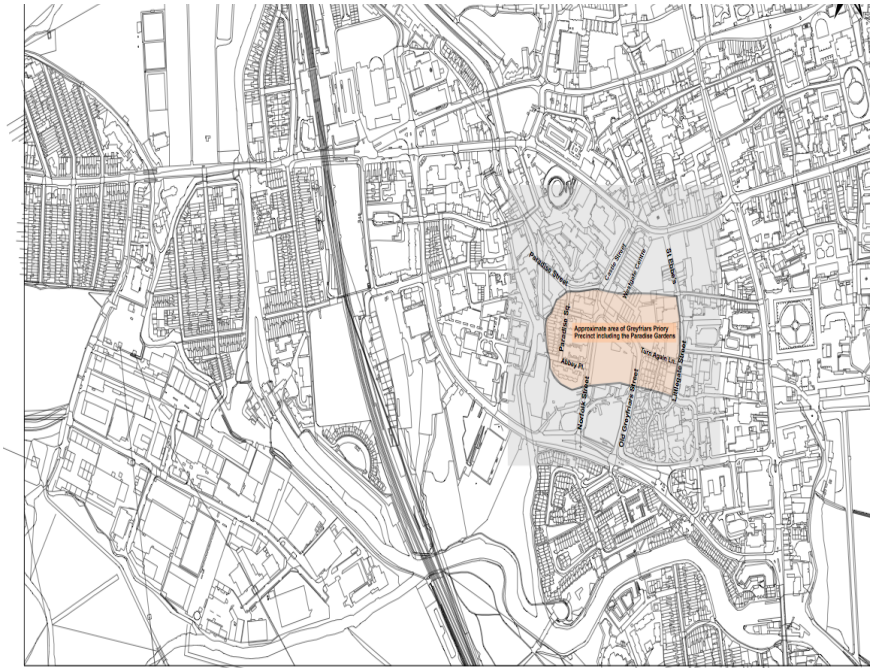 Paradise Street
Castle Street
Westgate Centre
St Ebbe's
Approximate area of Greyfriars Priory
Precinct including the Paradise Gardens
Paradise Sq
Turn Again Ln
Abbey Pl
Littlegate Street
Norfolk Street
Old Greyfriars Street